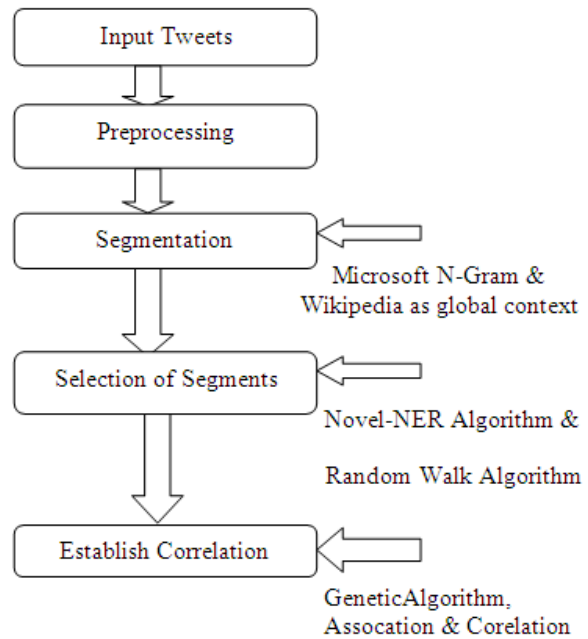 Input Tweets
Preprocessing
Segmentation
Microsoft N-Gram &
Wikipedia as global context
Selection of Segments
Novel-NER Algorithm &
Random Walk Algorithm
Establish Correlation
GeneticAlgorithm,
Assocation & Corelation